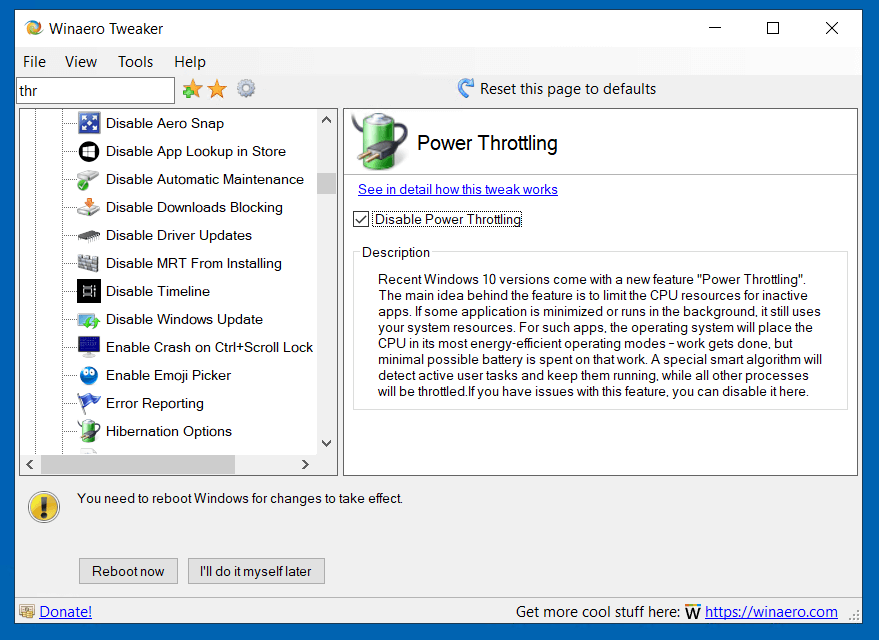 Winaero Tweaker
File View Tools Help
thr
Reset this page to defaults
Disable Aero Snap
Disable App Lookup in Store
Disable Automatic Maintenance
Disable Downloads Blocking
Disable Driver Updates
Disable MRT From Installing
Disable Timeline
Disable Windows Update
Enable Crash on Ctrl+Scroll Lock
Enable Emoji Picker
Error Reporting
Hibernation Options
Power Throttling
See in detail how this tweak works
Disable Power Throttling
Description
Recent Windows 10 versions come with a new feature "Power Throttling".
The main idea behind the feature is to limit the CPU resources for inactive
apps. If some application is minimized or runs in the background, it still uses
your system resources. For such apps, the operating system will place the
CPU in its most energy-efficient operating modes – work gets done, but
minimal possible battery is spent on that work. A special smart algorithm will
detect active user tasks and keep them running, while all other processes
will be throttled.If you have issues with this feature, you can disable it here.
You need to reboot Windows for changes to take effect.
Reboot now
I'll do it myself later
Donate!
Get more cool stuff here: W https://winaero.com